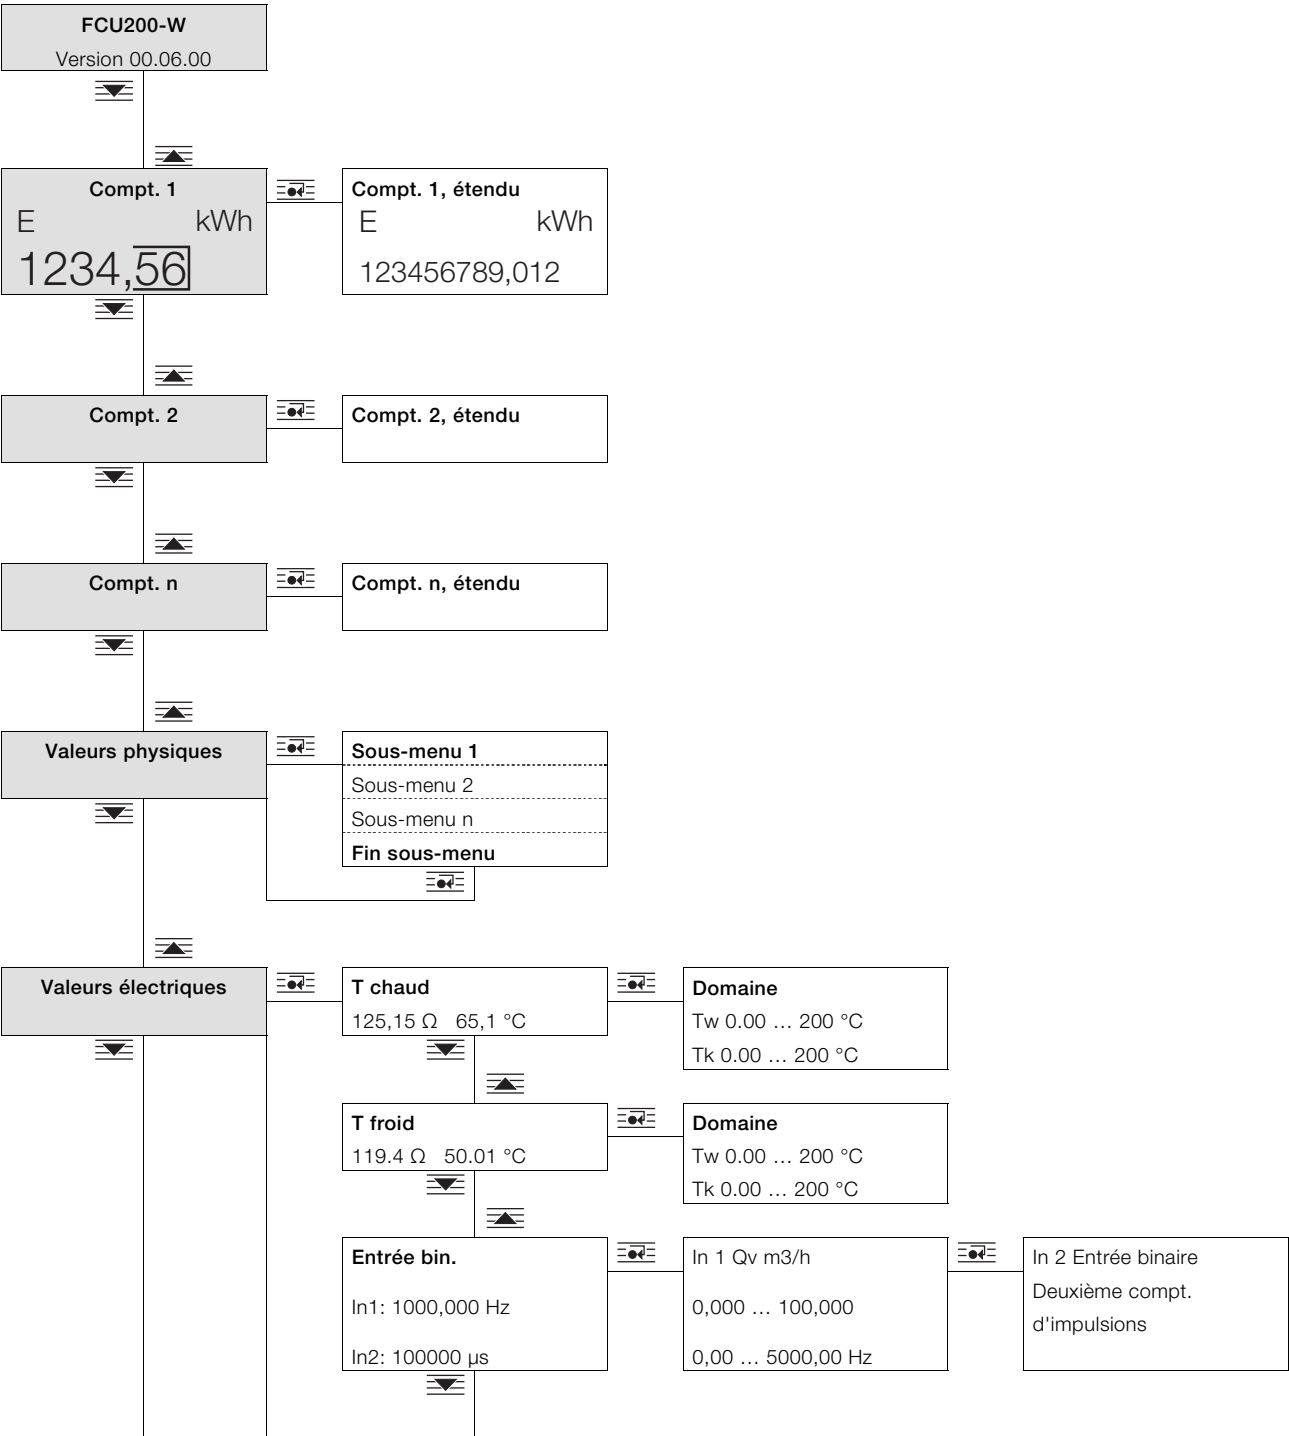 FCU200-W
Version 00.06.00
Compt. 1
E kWh
1234,56
Compt. 1, étendu
E kWh
123456789,012
Compt. 2
Compt. 2, étendu
Compt. n
Compt. n, étendu
Valeurs physiques
Sous-menu 1
Sous-menu 2
Sous-menu n
Fin sous-menu
Valeurs électriques
T chaud
125,15 Ω 65,1 °C
Domaine
Tw 0.00 … 200 °C
Tk 0.00 … 200 °C
T froid
119.4 Ω 50.01 °C
Domaine
Tw 0.00 … 200 °C
Tk 0.00 … 200 °C
Entrée bin.
In1: 1000,000 Hz
In2: 100000 µs
In 1 Qv m3/h
0,000 … 100,000
0,00 … 5000,00 Hz
In 2 Entrée binaire
Deuxième compt.
d'impulsions